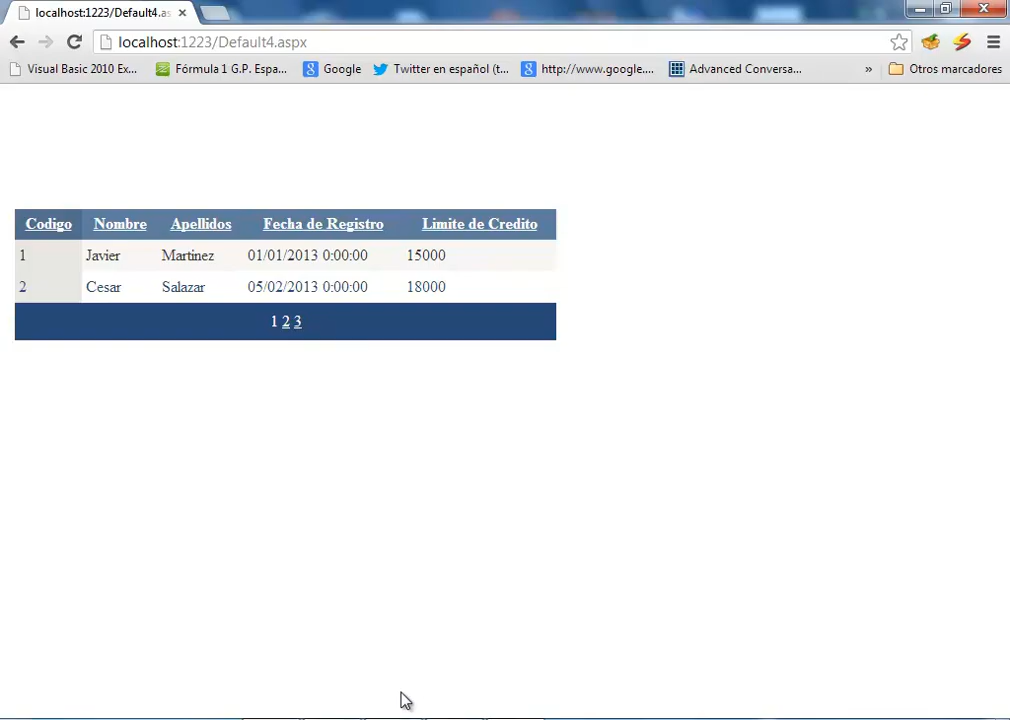 localhost:1223/Default4.as
localhost:1223/Default4.aspx
Visual Basic 2010 Ex... Fórmula 1 G.P. Espa... Google Twitter en español (t... http://www.google.... Advanced Conversa... » Otros marcadores
Codigo Nombre Apellidos Fecha de Registro Limite de Credito
1 Javier Martinez 01/01/2013 0:00:00 15000
2 Cesar Salazar 05/02/2013 0:00:00 18000
1 2 3